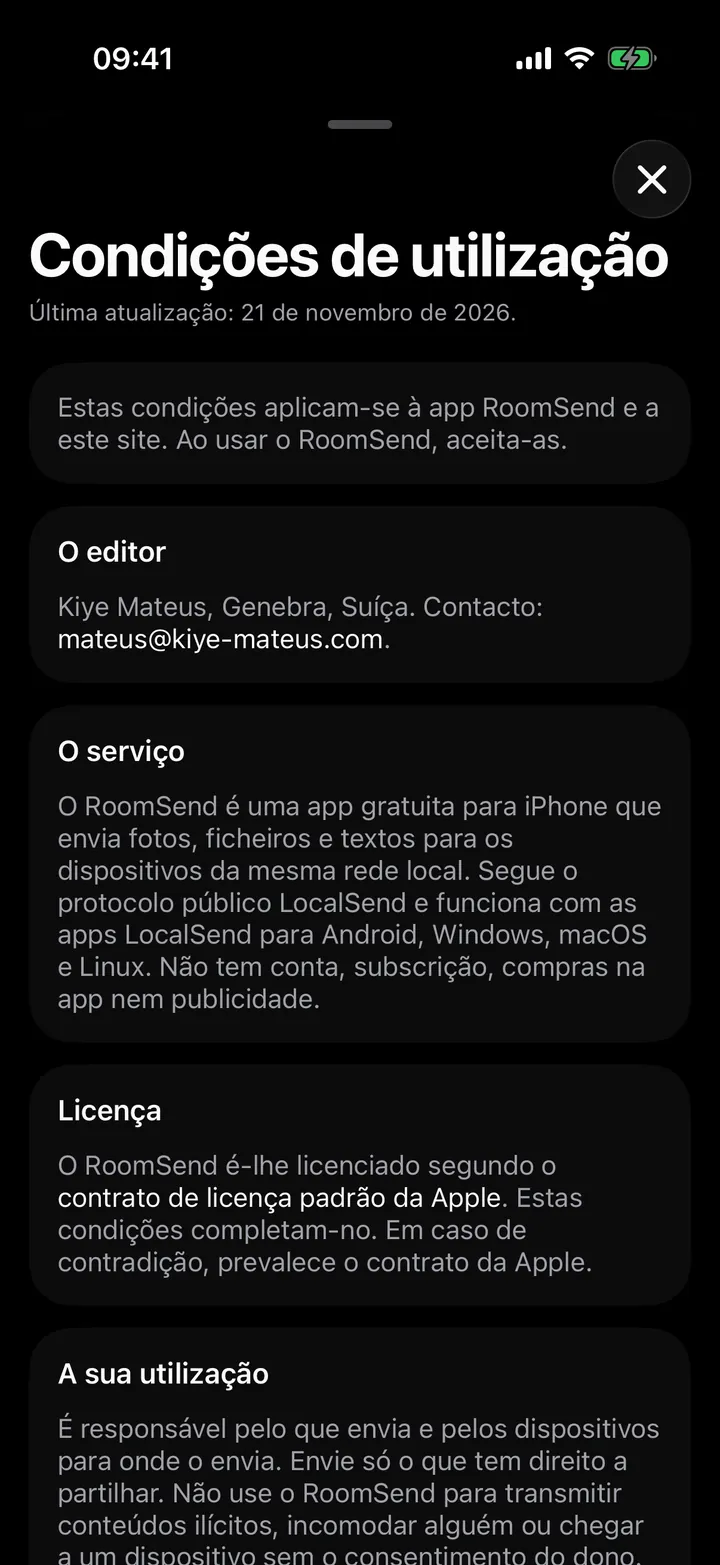 09:41
Condições de utilização
Última atualização: 21 de novembro de 2026.
Estas condições aplicam-se à app RoomSend e a
este site. Ao usar o RoomSend, aceita-as.
O editor
Kiye Mateus, Genebra, Suíça. Contacto:
mateus@kiye-mateus.com.
O serviço
O RoomSend é uma app gratuita para iPhone que
envia fotos, ficheiros e textos para os
dispositivos da mesma rede local. Segue o
protocolo público LocalSend e funciona com as
apps LocalSend para Android, Windows, macOS
e Linux. Não tem conta, subscrição, compras na
app nem publicidade.
Licença
O RoomSend é-lhe licenciado segundo o
contrato de licença padrão da Apple. Estas
condições completam-no. Em caso de
contradição, prevalece o contrato da Apple.
A sua utilização
É responsável pelo que envia e pelos dispositivos
para onde o envia. Envie só o que tem direito a
partilhar. Não use o RoomSend para transmitir
conteúdos ilícitos, incomodar alguém ou chegar
a um dispositivo sem o consentimento do dono.